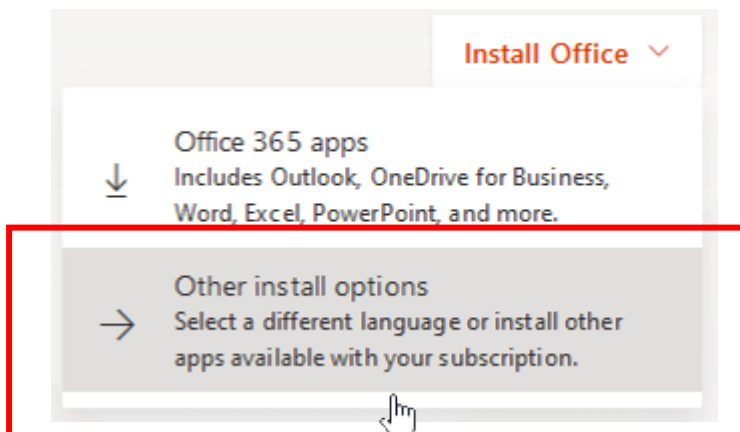 Install Office
Office 365 apps
Includes Outlook, OneDrive for Business,
Word, Excel, PowerPoint, and more.
Other install options
Select a different language or install other
apps available with your subscription.